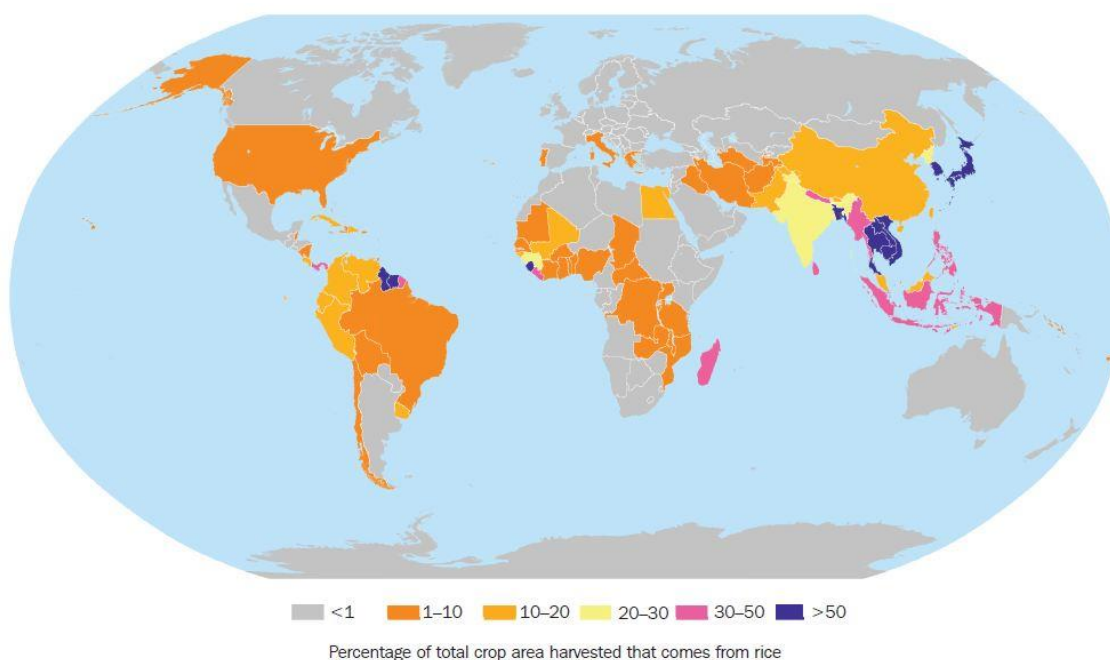 <1 1–10 10–20 20–30 30–50 >50
Percentage of total crop area harvested that comes from rice